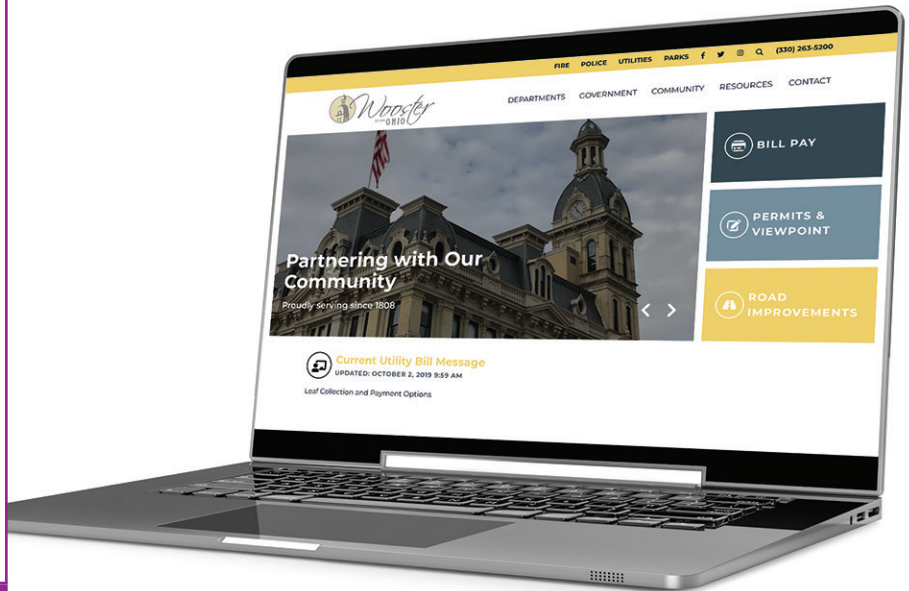 FIRE POLICE UTILITIES PARKS (330) 263-5200
Wooster
OHIO
DEPARTMENTS GOVERNMENT COMMUNITY RESOURCES CONTACT
BILL PAY
PERMITS &
VIEWPOINT
ROAD
IMPROVEMENTS
Partnering with Our
Community
Proudly serving since 1808
Current Utility Bill Message
UPDATED: OCTOBER 2, 2019 9:59 AM
Leaf Collection and Payment Options